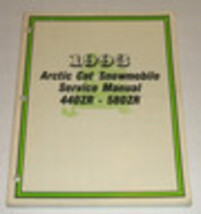 1993
Arctic Cat Snowmobile
Service Manual
440ZR - 580ZR